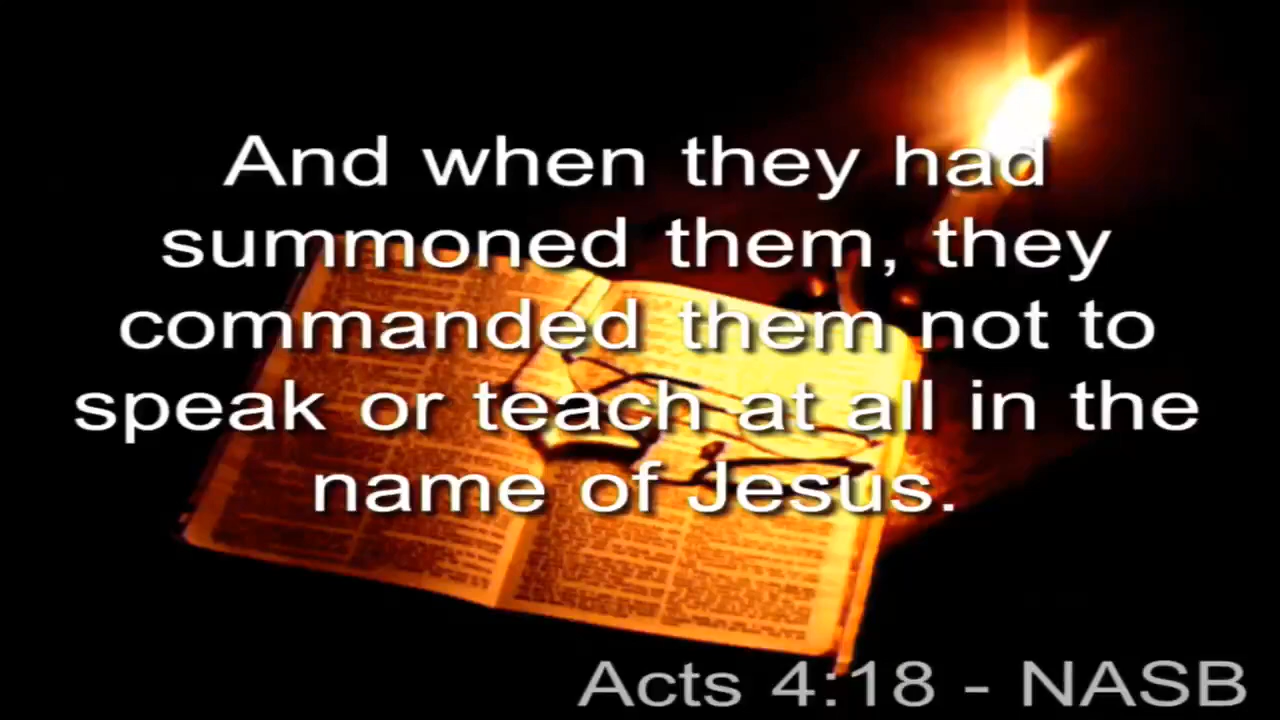 And when they had
summoned them, they
commanded them not to
speak or teach at all in the
name of Jesus.
Acts 4:18 - NASB